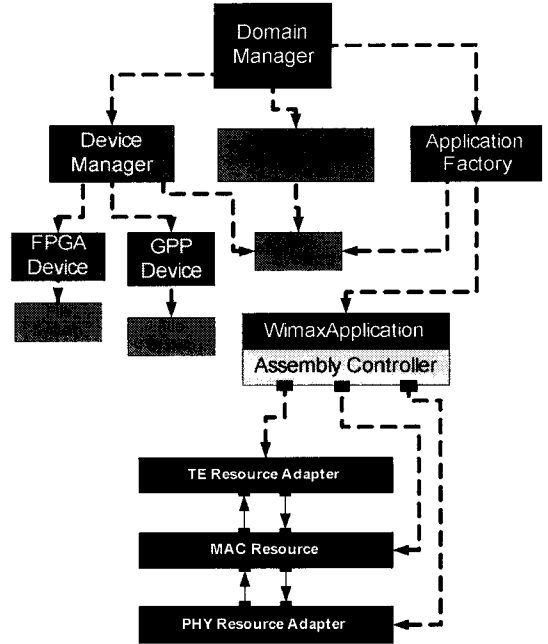 Domain
Manager
Device
Manager
Application
Factory
FPGA
Device
GPP
Device
WimaxApplication
Assembly Controller
TE Resource Adapter
MAC Resource
PHY Resource Adapter